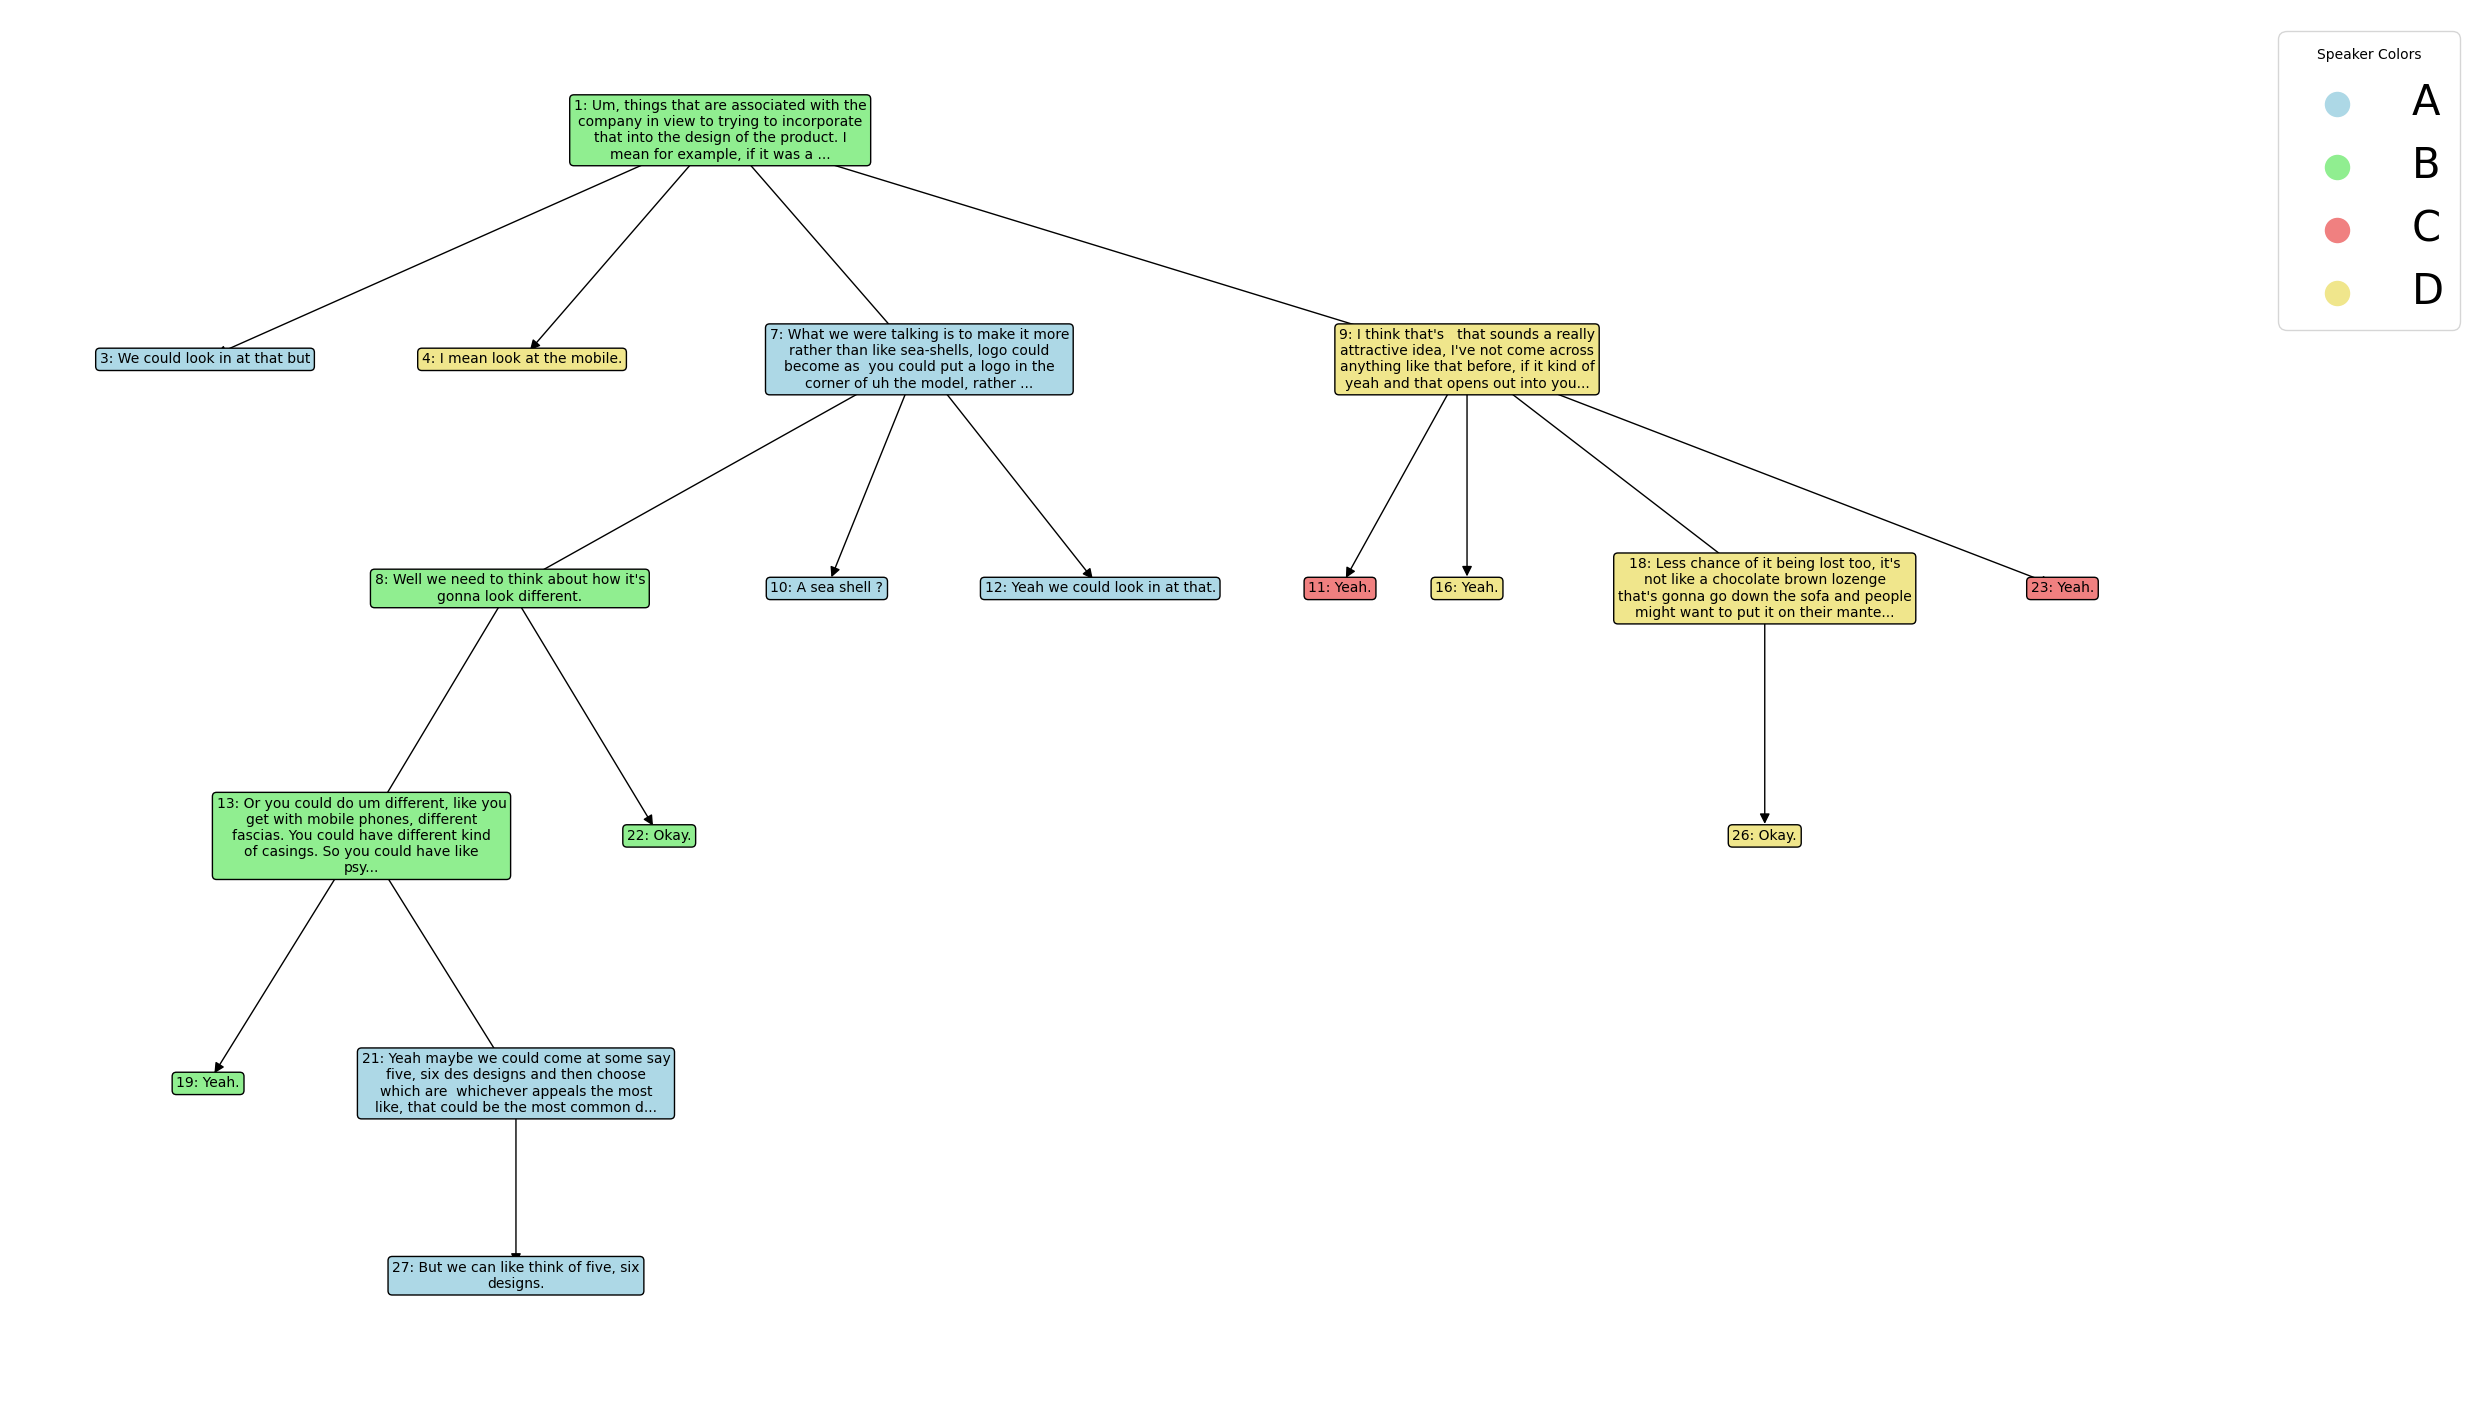 Speaker Colors
A
B
C
D
1: Um, things that are associated with the
company in view to trying to incorporate
that into the design of the product. I
mean for example, if it was a ...
3: We could look in at that but
4: I mean look at the mobile.
7: What we were talking is to make it more
rather than like sea-shells, logo could
become as  you could put a logo in the
corner of uh the model, rather ...
9: I think that's   that sounds a really
attractive idea, I've not come across
anything like that before, if it kind of
yeah and that opens out into you...
8: Well we need to think about how it's
gonna look different.
10: A sea shell ?
12: Yeah we could look in at that.
11: Yeah.
16: Yeah.
18: Less chance of it being lost too, it's
not like a chocolate brown lozenge
that's gonna go down the sofa and people
might want to put it on their mante...
23: Yeah.
13: Or you could do um different, like you
get with mobile phones, different
fascias. You could have different kind
of casings. So you could have like
psy...
22: Okay.
26: Okay.
19: Yeah.
21: Yeah maybe we could come at some say
five, six des designs and then choose
which are  whichever appeals the most
like, that could be the most common d...
27: But we can like think of five, six
designs.